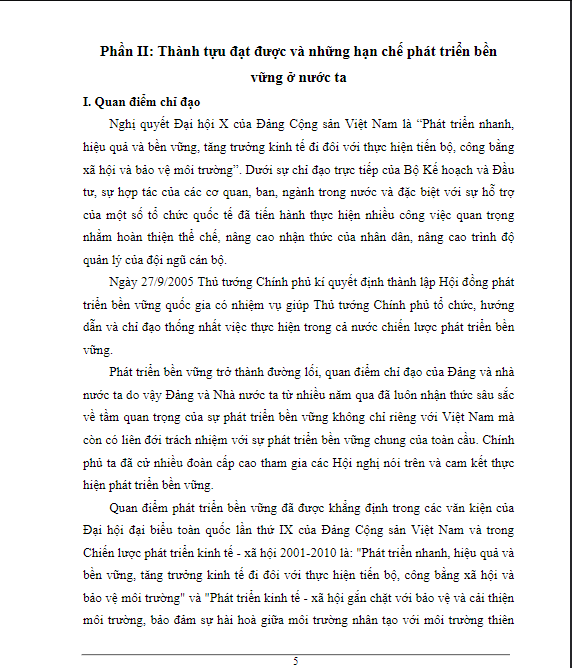 Phần II: Thành tựu đạt được và những hạn chế phát triển bền
vững ở nước ta
I. Quan điểm chỉ đạo
Nghị quyết Đại hội X của Đảng Cộng sản Việt Nam là “Phát triển nhanh,
hiệu quả và bền vững, tăng trưởng kinh tế đi đôi với thực hiện tiến bộ, công bằng
xã hội và bảo vệ môi trường”. Dưới sự chỉ đạo trực tiếp của Bộ Kế hoạch và Đầu
tư, sự hợp tác của các cơ quan, ban, ngành trong nước và đặc biệt với sự hỗ trợ
của một số tổ chức quốc tế đã tiến hành thực hiện nhiều công việc quan trọng
nhằm hoàn thiện thể chế, nâng cao nhận thức của nhân dân, nâng cao trình độ
quản lý của đội ngũ cán bộ.
Ngày 27/9/2005 Thủ tướng Chính phủ kí quyết định thành lập Hội đồng phát
triển bền vững quốc gia có nhiệm vụ giúp Thủ tướng Chính phủ tổ chức, hướng
dẫn và chỉ đạo thống nhất việc thực hiện trong cả nước chiến lược phát triển bền
vững.
Phát triển bền vững trở thành đường lối, quan điểm chỉ đạo của Đảng và nhà
nước ta do vậy Đảng và Nhà nước ta từ nhiều năm qua đã luôn nhận thức sâu sắc
về tầm quan trọng của sự phát triển bền vững không chỉ riêng với Việt Nam mà
còn có liên đới trách nhiệm với sự phát triển bền vững chung của toàn cầu. Chính
phủ ta đã cử nhiều đoàn cấp cao tham gia các Hội nghị nói trên và cam kết thực
hiện phát triển bền vững.
Quan điểm phát triển bền vững đã được khẳng định trong các văn kiện của
Đại hội đại biểu toàn quốc lần thứ IX của Đảng Cộng sản Việt Nam và trong
Chiến lược phát triển kinh tế - xã hội 2001-2010 là: "Phát triển nhanh, hiệu quả và
bền vững, tăng trưởng kinh tế đi đôi với thực hiện tiến bộ, công bằng xã hội và
bảo vệ môi trường" và "Phát triển kinh tế - xã hội gắn chặt với bảo vệ và cải thiện
môi trường, bảo đảm sự hài hoà giữa môi trường nhân tạo với môi trường thiên
5